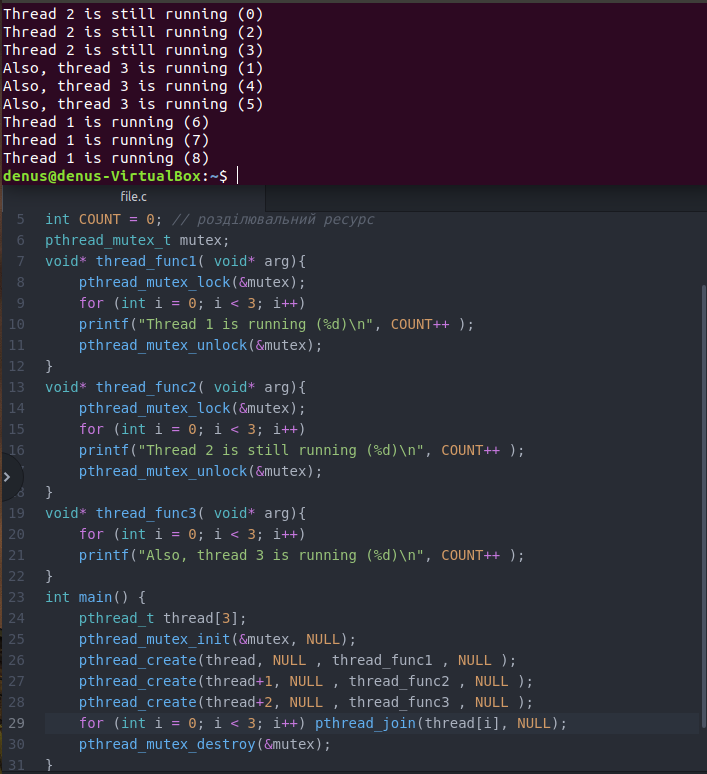 Thread 2 is still running (0)
Thread 2 is still running (2)
Thread 2 is still running (3)
Also, thread 3 is running (1)
Also, thread 3 is running (4)
Also, thread 3 is running (5)
Thread 1 is running (6)
Thread 1 is running (7)
Thread 1 is running (8)
denus@denus-VirtualBox:~$
file.c
5 int COUNT = 0; // розділювальний ресурс
6 pthread_mutex_t mutex;
7 void* thread_func1( void* arg){
8     pthread_mutex_lock(&mutex);
9     for (int i = 0; i < 3; i++)
10     printf("Thread 1 is running (%d)\n", COUNT++ );
11     pthread_mutex_unlock(&mutex);
12 }
13 void* thread_func2( void* arg){
14     pthread_mutex_lock(&mutex);
15     for (int i = 0; i < 3; i++)
16     printf("Thread 2 is still running (%d)\n", COUNT++ );
    pthread_mutex_unlock(&mutex);
8 }
19 void* thread_func3( void* arg){
20     for (int i = 0; i < 3; i++)
21     printf("Also, thread 3 is running (%d)\n", COUNT++ );
22 }
23 int main() {
24     pthread_t thread[3];
25     pthread_mutex_init(&mutex, NULL);
26     pthread_create(thread, NULL , thread_func1 , NULL );
27     pthread_create(thread+1, NULL , thread_func2 , NULL );
28     pthread_create(thread+2, NULL , thread_func3 , NULL );
29     for (int i = 0; i < 3; i++) pthread_join(thread[i], NULL);
30     pthread_mutex_destroy(&mutex);
31 }